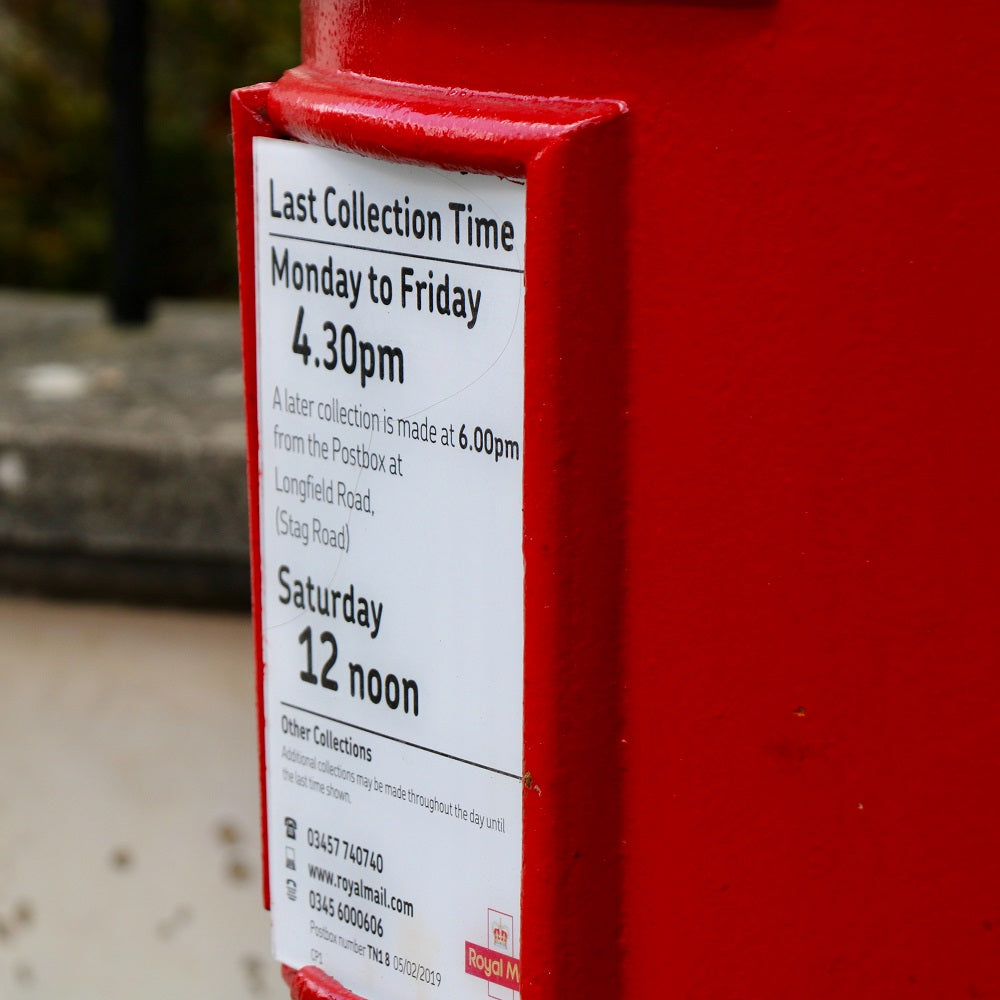 Last Collection Time
Monday to Friday
4.30pm
A later collection is made at 6.00pm
from the Postbox at
Longfield Road,
(Stag Road)
Saturday
12 noon
Other Collections
Additional collections may be made throughout the day until
the last time shown.
03457 740740
www.royalmail.com
0345 6000606
Postbox number TN1 8 05/02/2019
CP1
Royal M